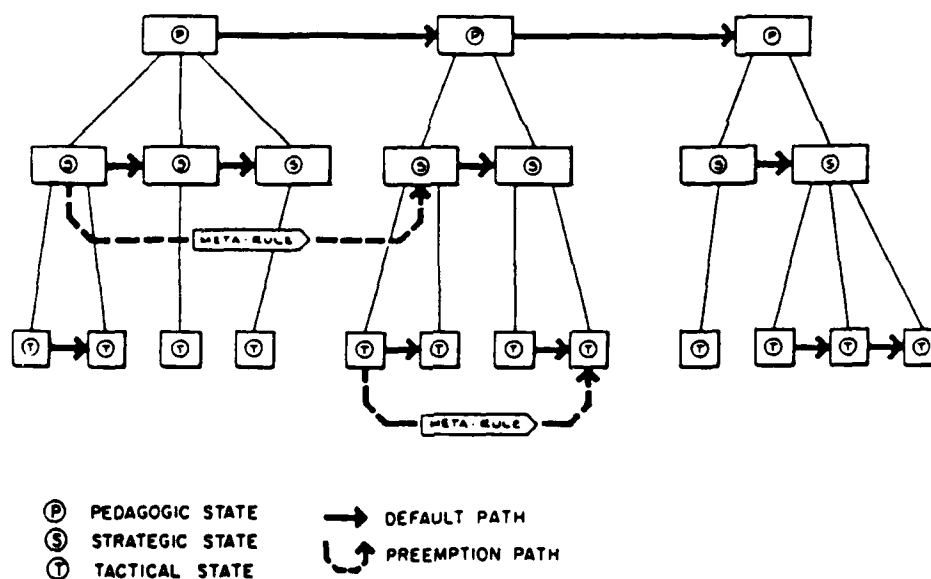 P P P
S S S S S S S
META-RULE
T T T T T T T T T T T T
META-RULE
P PEDAGOGIC STATE
DEFAULT PATH
S STRATEGIC STATE
PREEMPTION PATH
T TACTICAL STATE